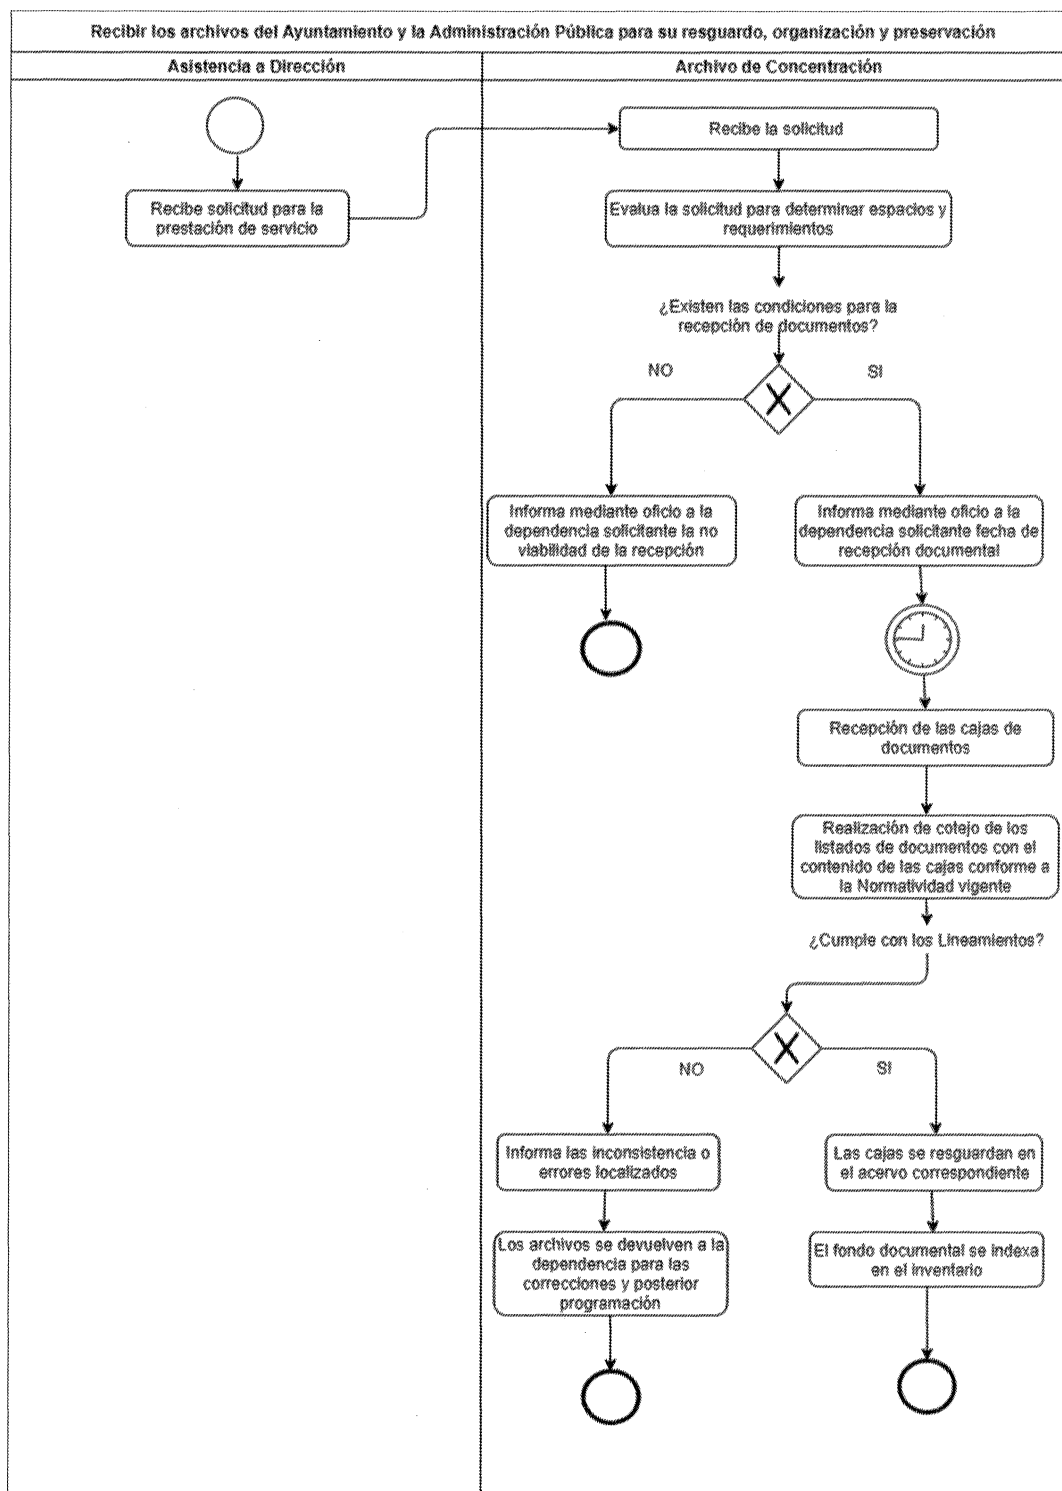 Recibir los archivos del Ayuntamiento y la Administración Pública para su resguardo, organización y preservación
Asistencia a Dirección
Archivo de Concentración
Recibe solicitud para la
prestación de servicio
Recibe la solicitud
Evalua la solicitud para determinar espacios y
requerimientos
¿Existen las condiciones para la
recepción de documentos?
NO
SI
Informa mediante oficio a la
dependencia solicitante la no
viabilidad de la recepción
Informa mediante oficio a la
dependencia solicitante fecha de
recepción documental
Recepción de las cajas de
documentos
Realización de cotejo de los
listados de documentos con el
contenido de las cajas conforme a
la Normatividad vigente
¿Cumple con los Lineamientos?
NO
SI
Informa las inconsistencia o
errores localizados
Las cajas se resguardan en
el acervo correspondiente
Los archivos se devuelven a la
dependencia para las
correcciones y posterior
programación
El fondo documental se indexa
en el inventario